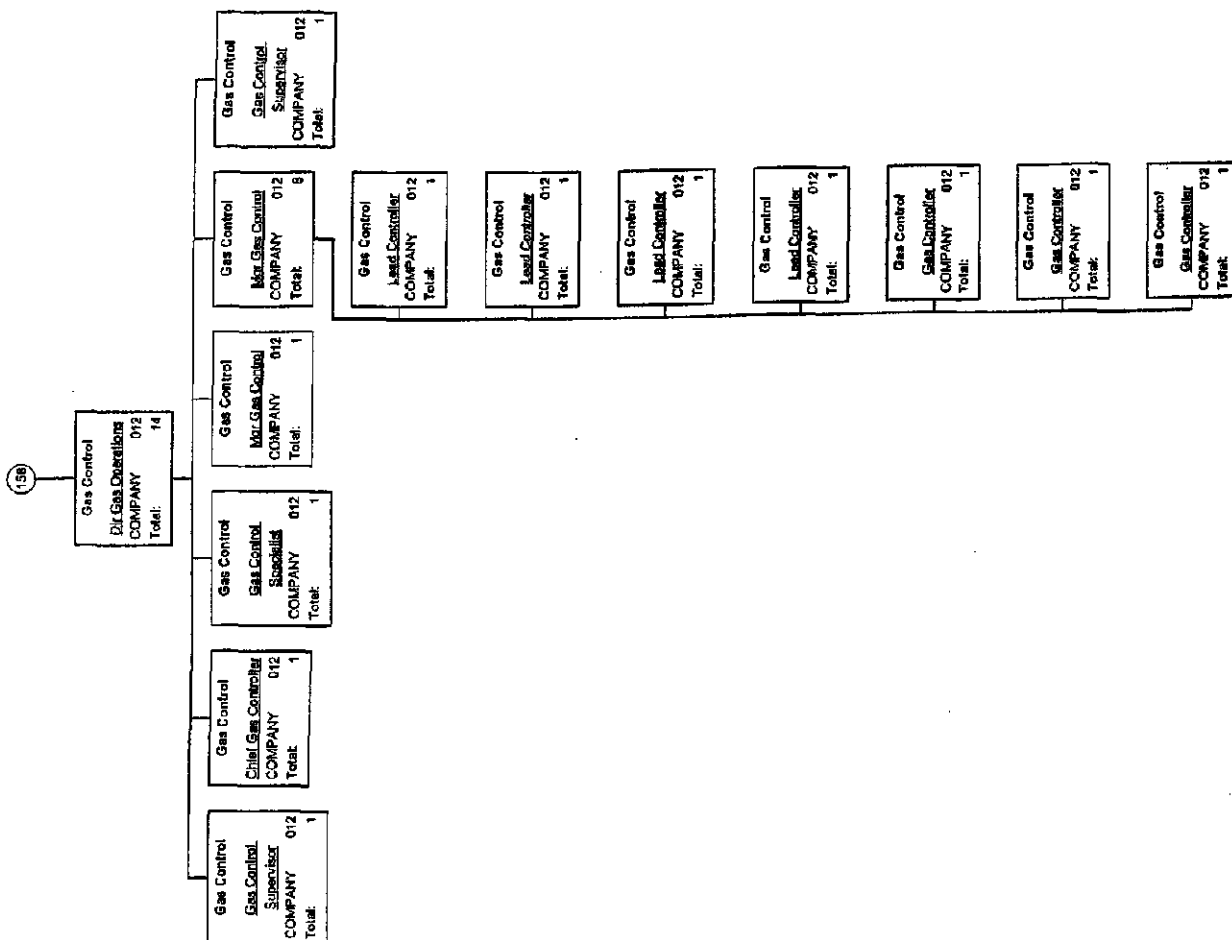 158
Gas Control
Dir Gas Operations
COMPANY 012
Total: 14
Gas Control
Gas Control
Supervisor
COMPANY 012
Total: 1
Gas Control
Chief Gas Controller
COMPANY 012
Total: 1
Gas Control
Gas Control
Specialist
COMPANY 012
Total: 1
Gas Control
Mgr Gas Control
COMPANY 012
Total: 1
Gas Control
Mgr Gas Control
COMPANY 012
Total: 8
Gas Control
Gas Control
Supervisor
COMPANY 012
Total: 1
Gas Control
Lead Controller
COMPANY 012
Total: 1
Gas Control
Lead Controller
COMPANY 012
Total: 1
Gas Control
Lead Controller
COMPANY 012
Total: 1
Gas Control
Lead Controller
COMPANY 012
Total: 1
Gas Control
Gas Controller
COMPANY 012
Total: 1
Gas Control
Gas Controller
COMPANY 012
Total: 1
Gas Control
Gas Controller
COMPANY 012
Total: 1